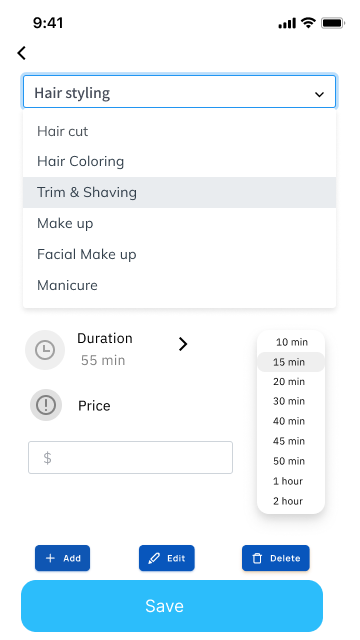 9:41
Hair styling
Hair cut
Hair Coloring
Trim & Shaving
Make up
Facial Make up
Manicure
Duration
55 min
Price
$
10 min
15 min
20 min
30 min
40 min
45 min
50 min
1 hour
2 hour
Add
Edit
Delete
Save